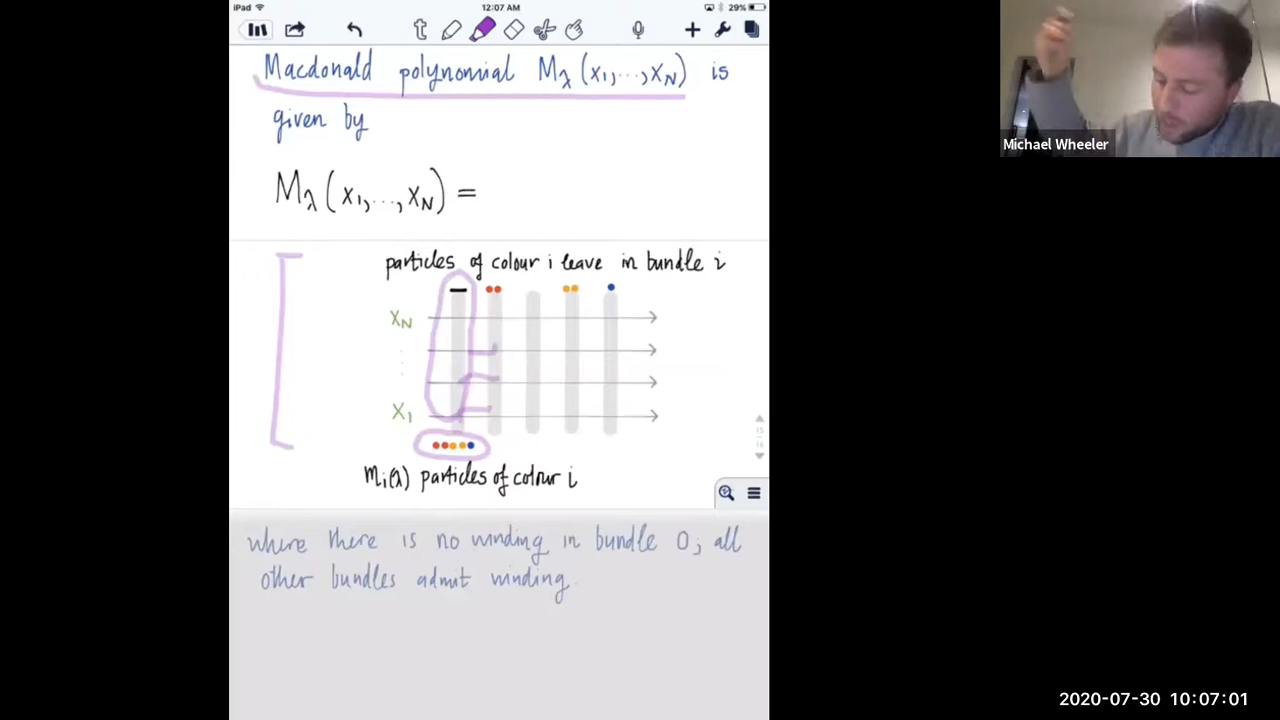 iPad 12:07 AM 29%
Macdonald polynomial Mλ(x1,...,xN) is
given by
Mλ(x1,...,xN) =
particles of colour i leave in bundle i
xN
x1
mi(λ) particles of colour i
where there is no winding in bundle 0; all
other bundles admit winding.
15
16
Michael Wheeler
2020-07-30 10:07:01